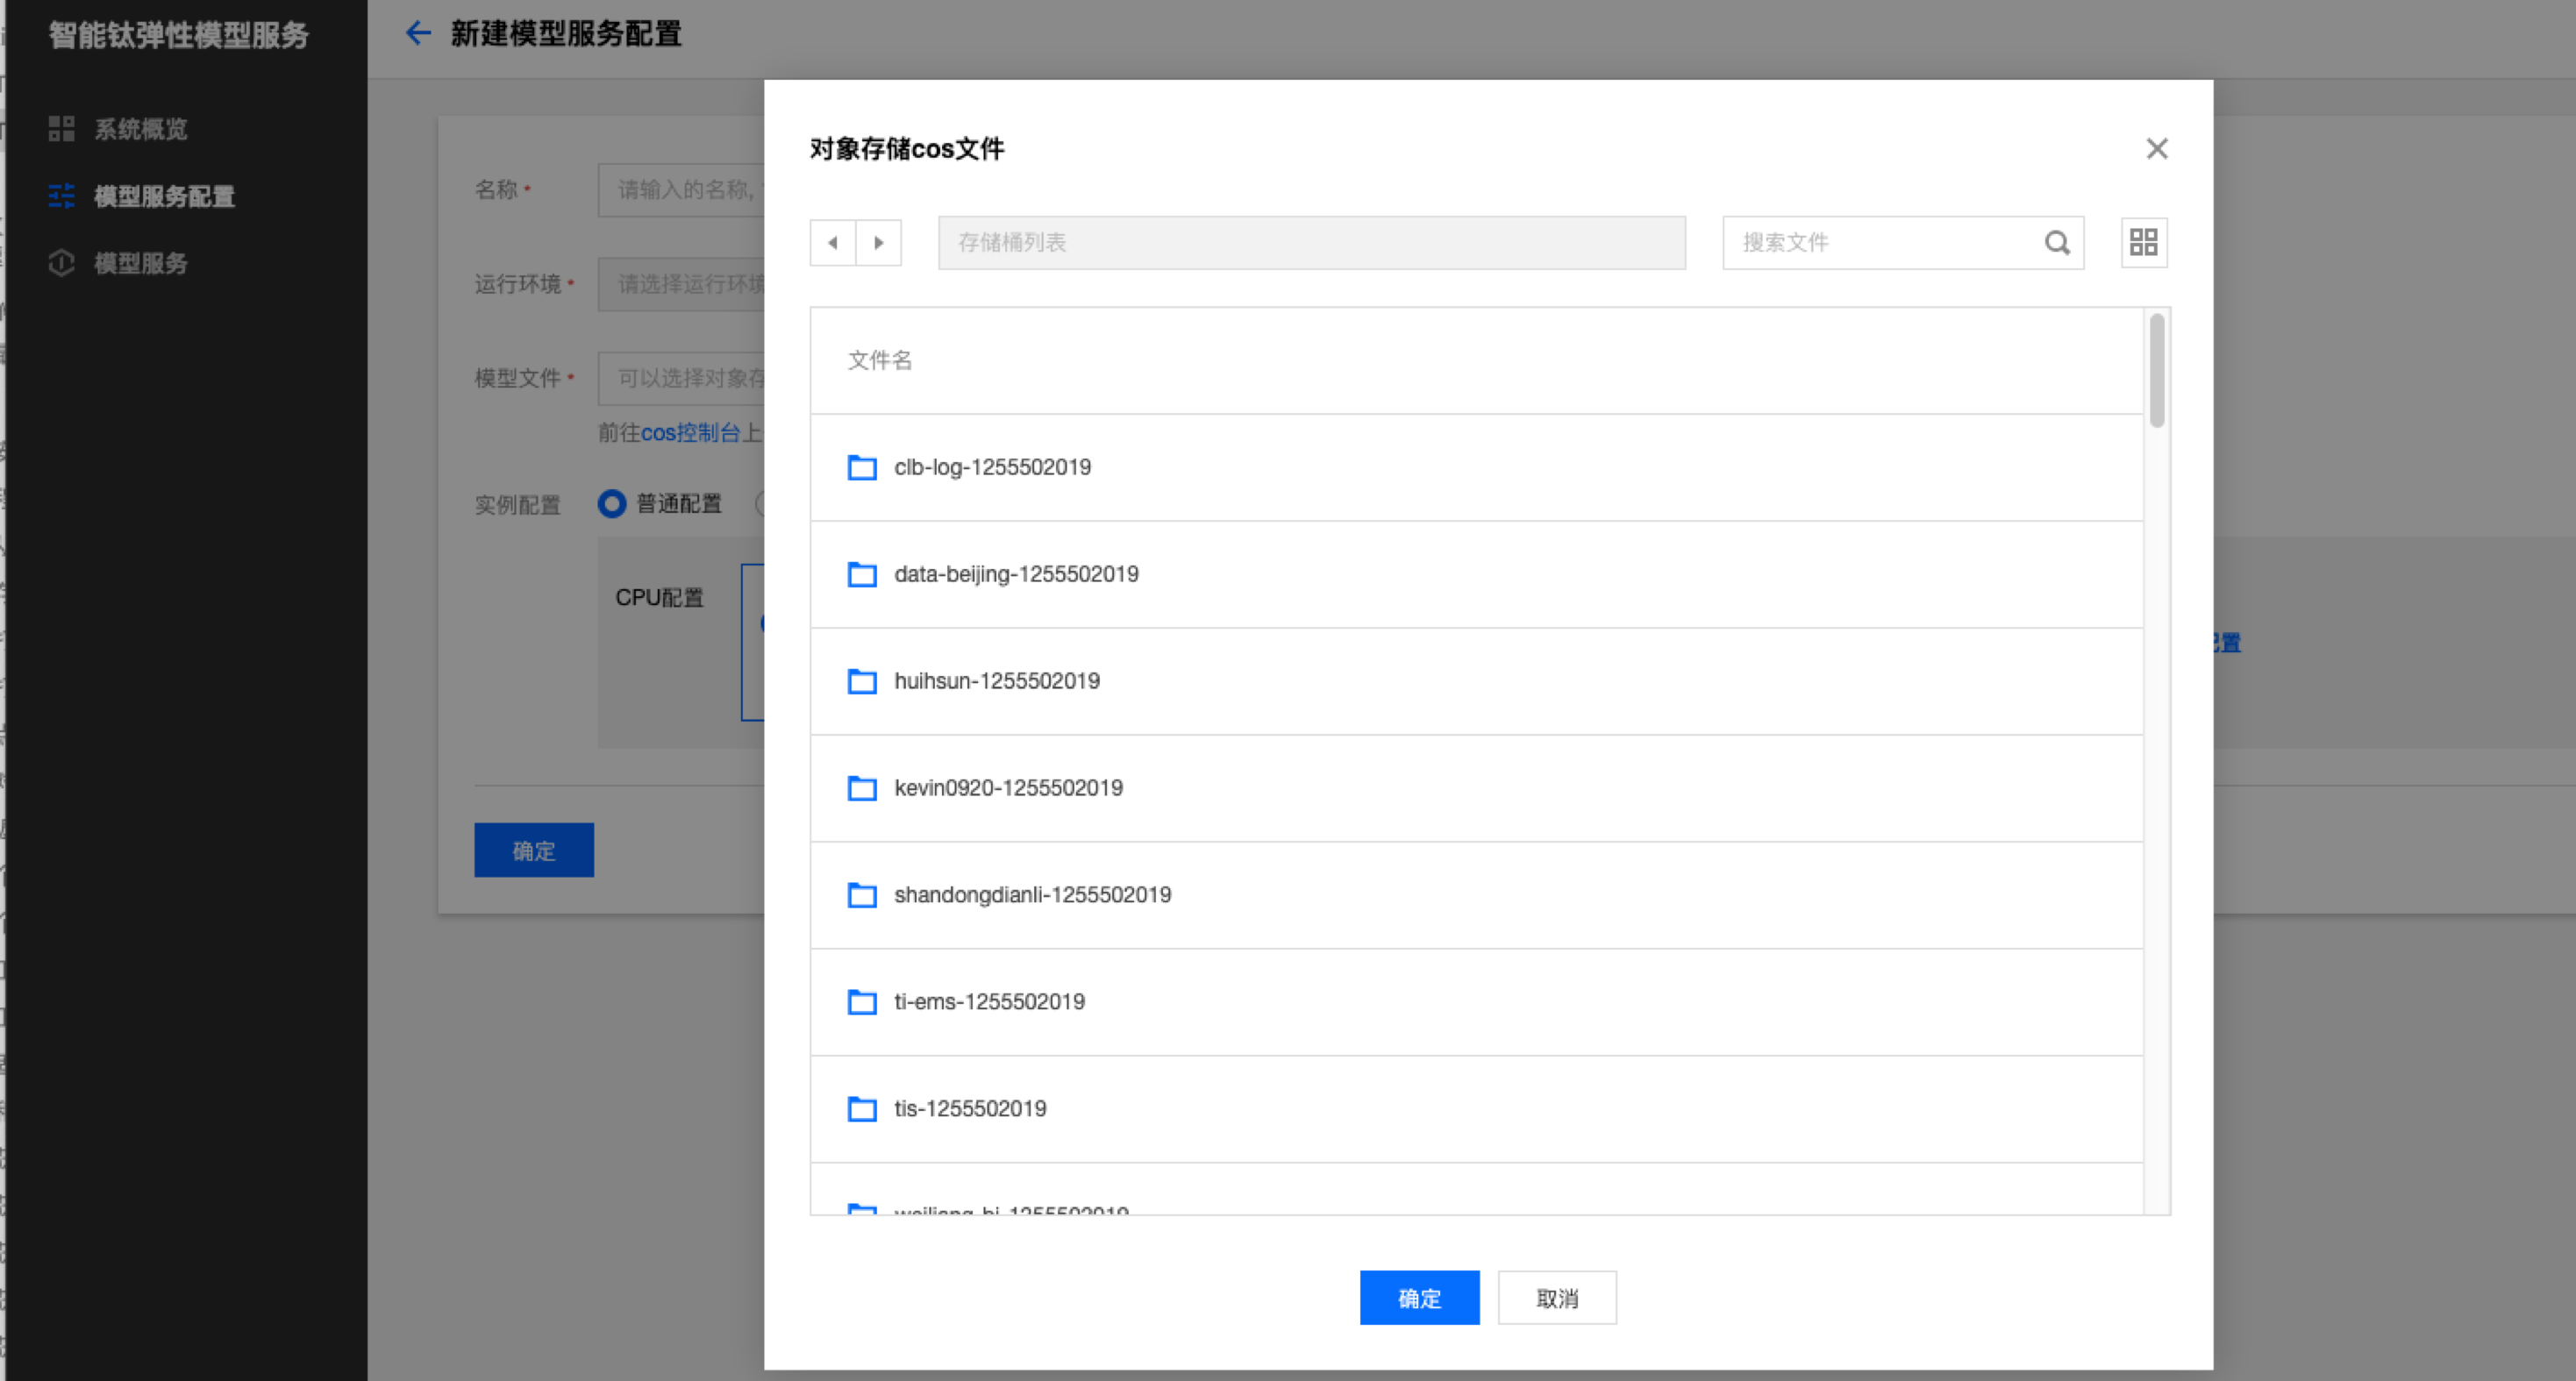 智能钛弹性模型服务
系统概览
模型服务配置
模型服务
新建模型服务配置
名称 *
请输入的名称,
运行环境 *
请选择运行环境
模型文件 *
可以选择对象存
前往cos控制台上
实例配置
普通配置
CPU配置
配置
确定
对象存储cos文件
存储桶列表
搜索文件
文件名
clb-log-1255502019
data-beijing-1255502019
huihsun-1255502019
kevin0920-1255502019
shandongdianli-1255502019
ti-ems-1255502019
tis-1255502019
确定
取消